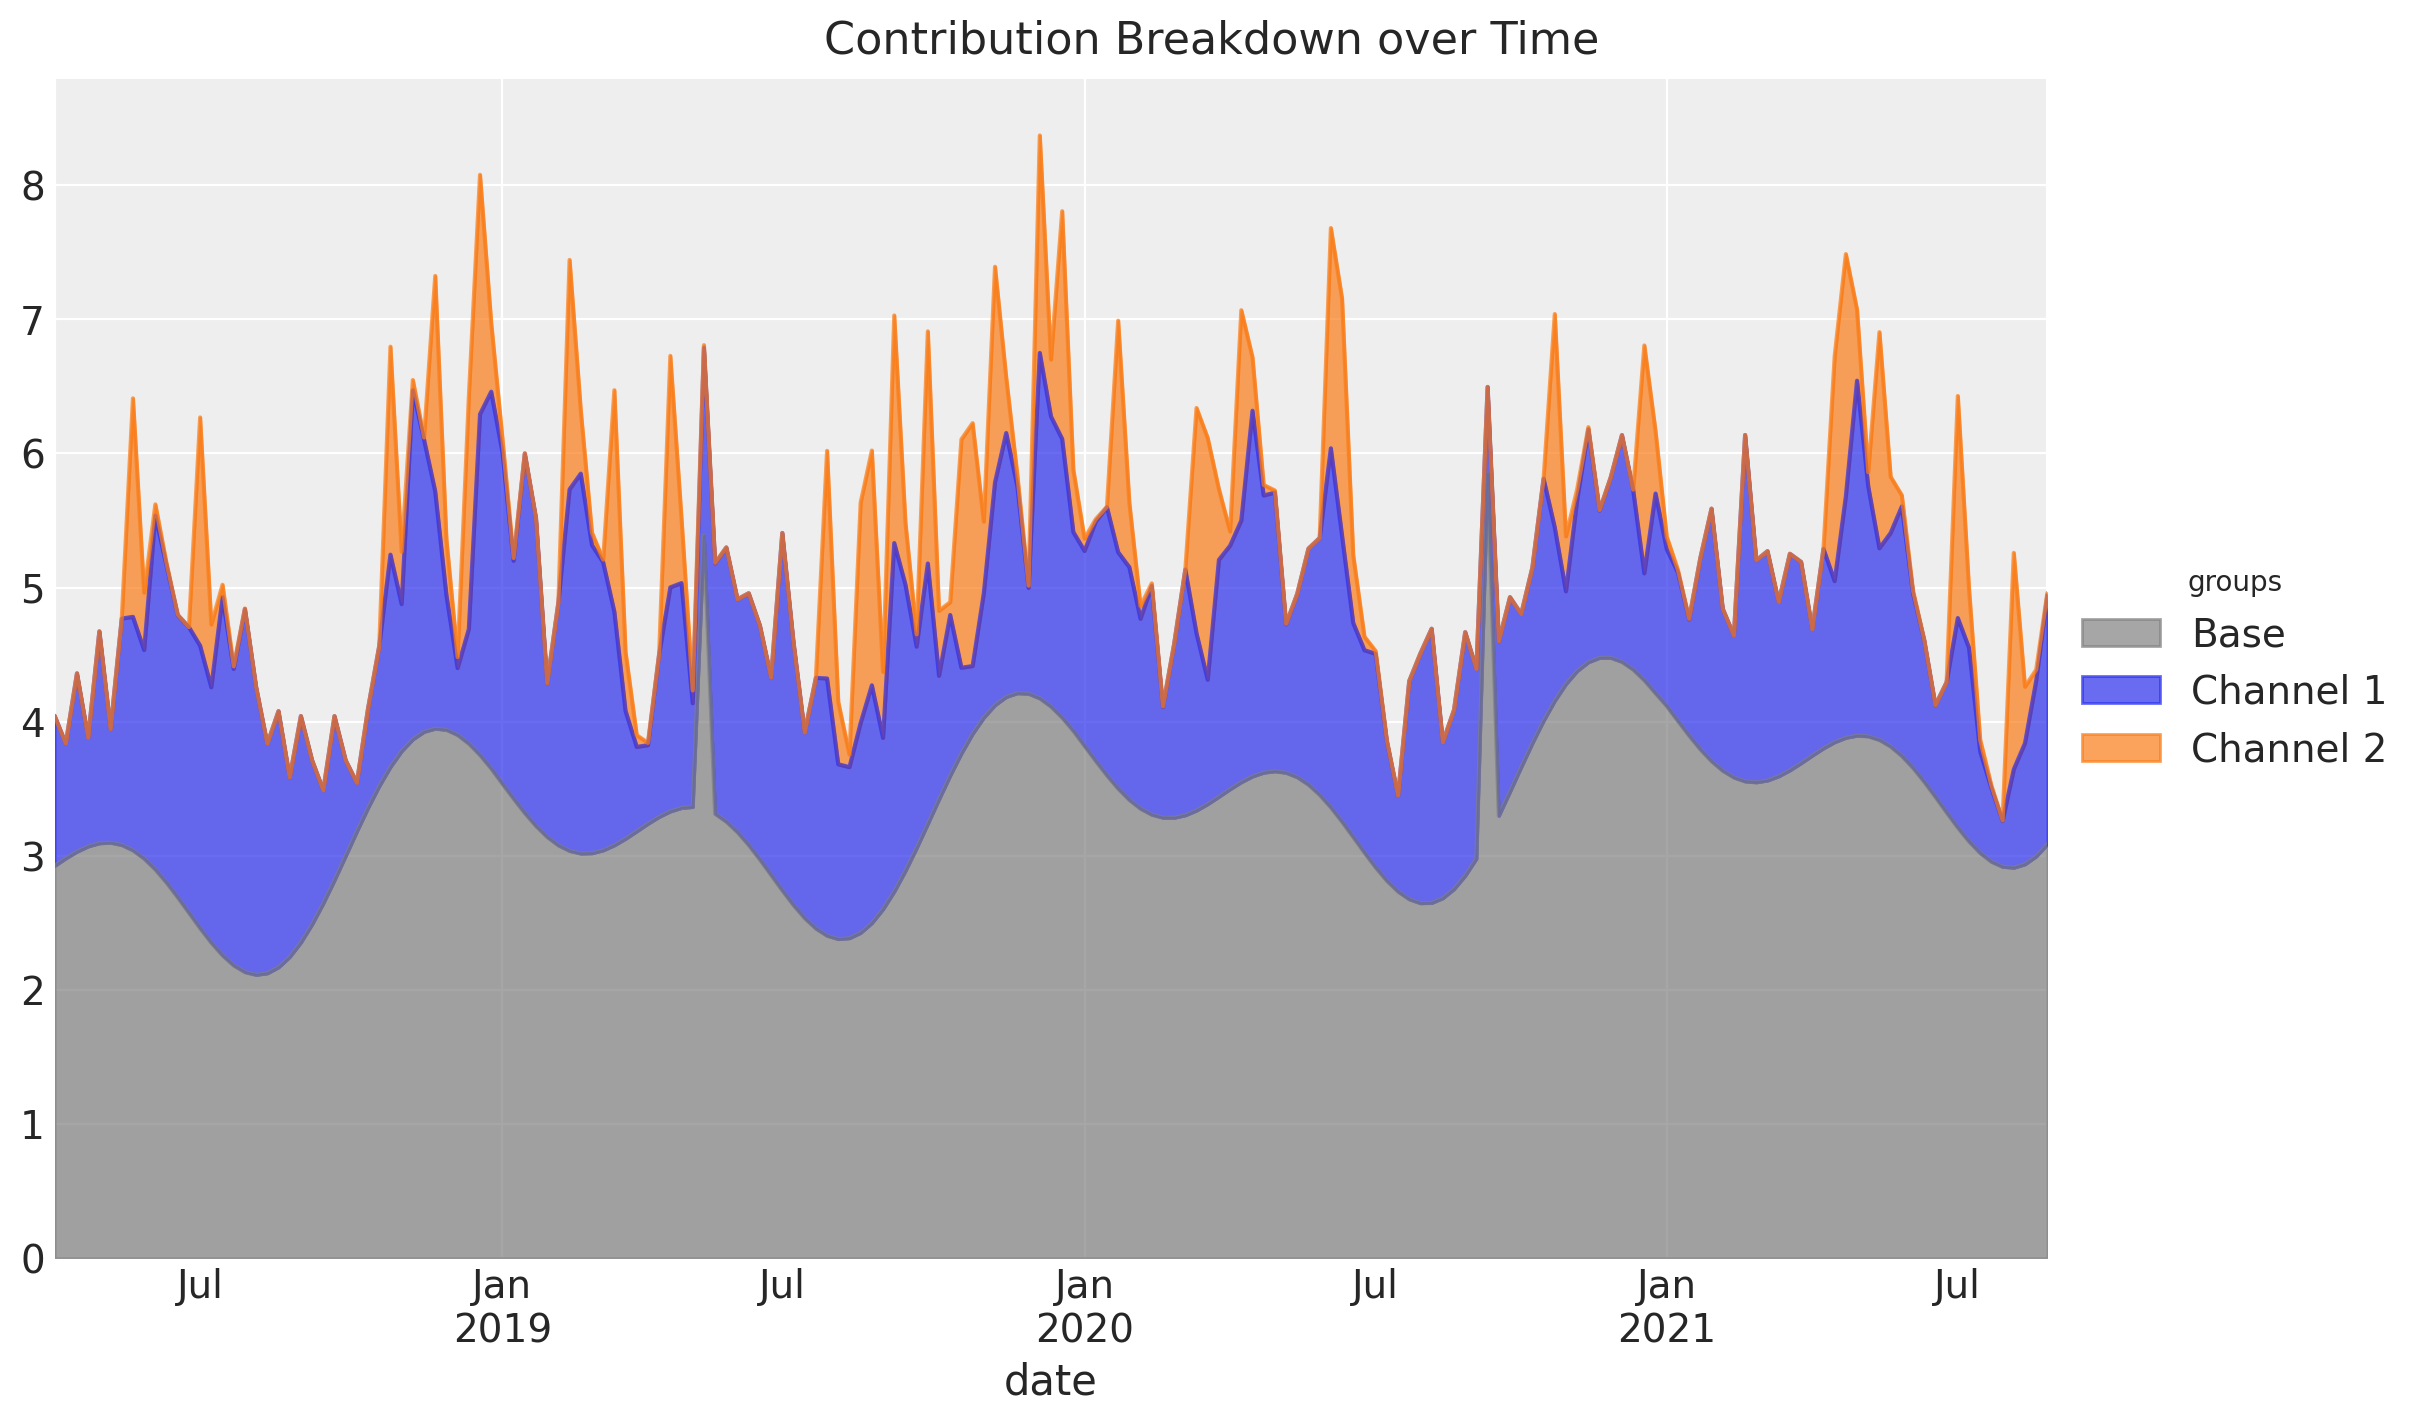 Contribution Breakdown over Time
8
7
6
5
4
3
2
1
0
Jul Jan Jul Jan Jul Jan Jul
2019 2020 2021
date
groups
Base
Channel 1
Channel 2